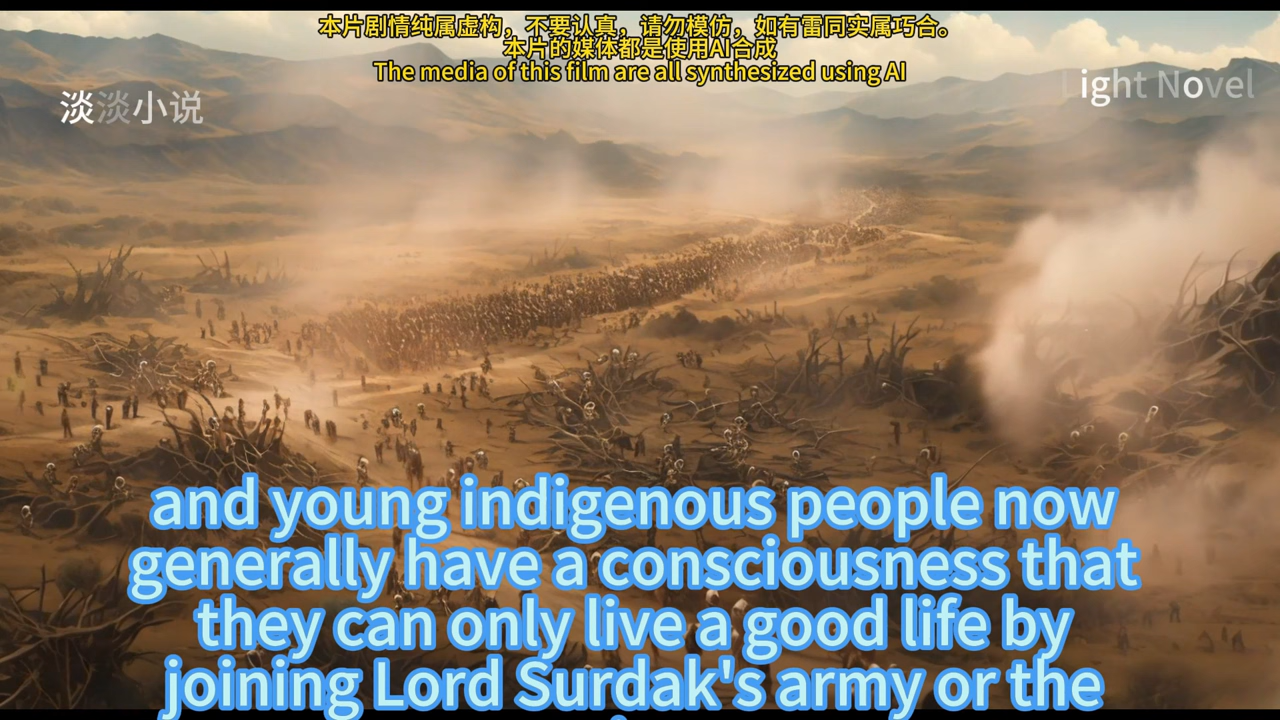 本片剧情纯属虚构，不要认真，请勿模仿，如有雷同实属巧合。
本片的媒体都是使用AI合成
The media of this film are all synthesized using AI
淡淡小说
Light Novel
and young indigenous people now
generally have a consciousness that
they can only live a good life by
joining Lord Surdak's army or the